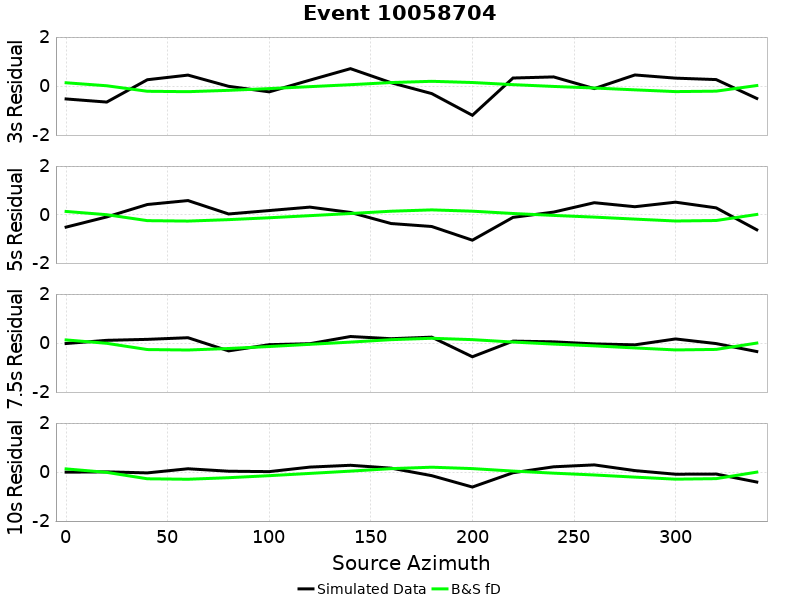 Event 10058704
3s Residual
2
0
-2
5s Residual
2
0
-2
7.5s Residual
2
0
-2
10s Residual
2
0
-2
0 50 100 150 200 250 300
Source Azimuth
Simulated Data B&S fD